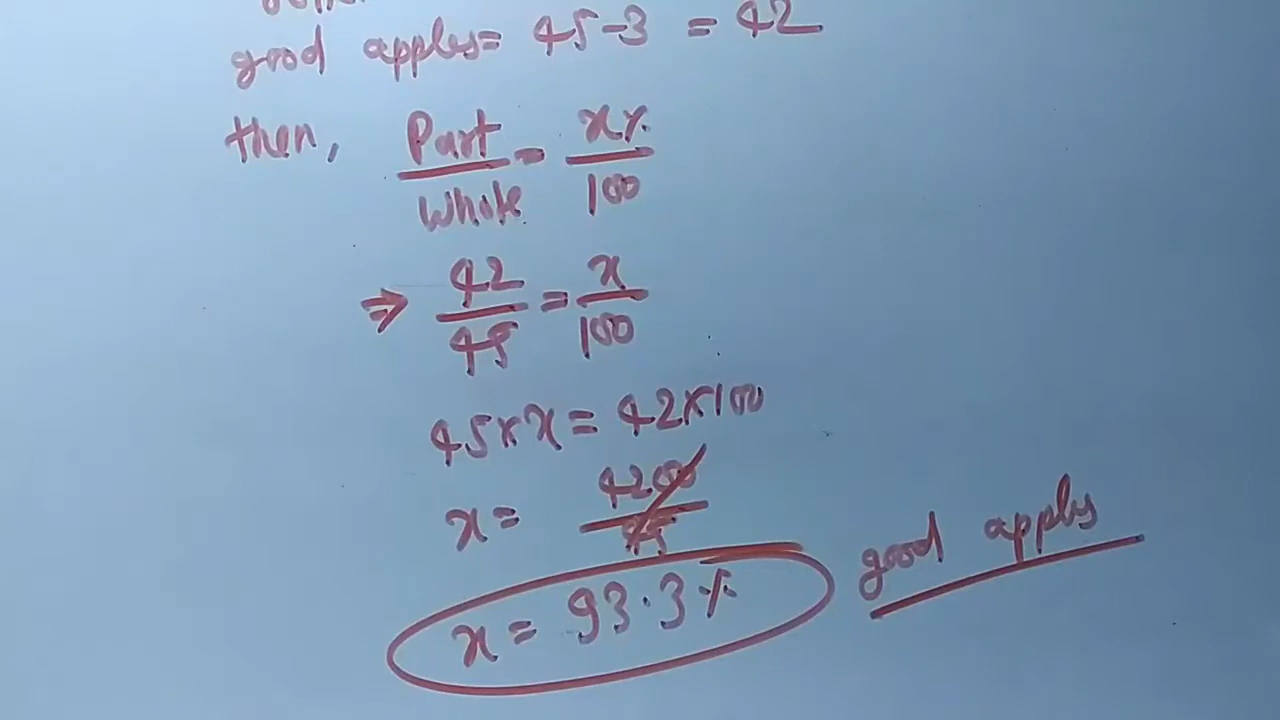 good apples= 45-3 = 42
then, Part/Whole = x%/100
⇒ 42/45 = x/100
45×x = 42×100
x = 4200/45
x = 93.3% good apples